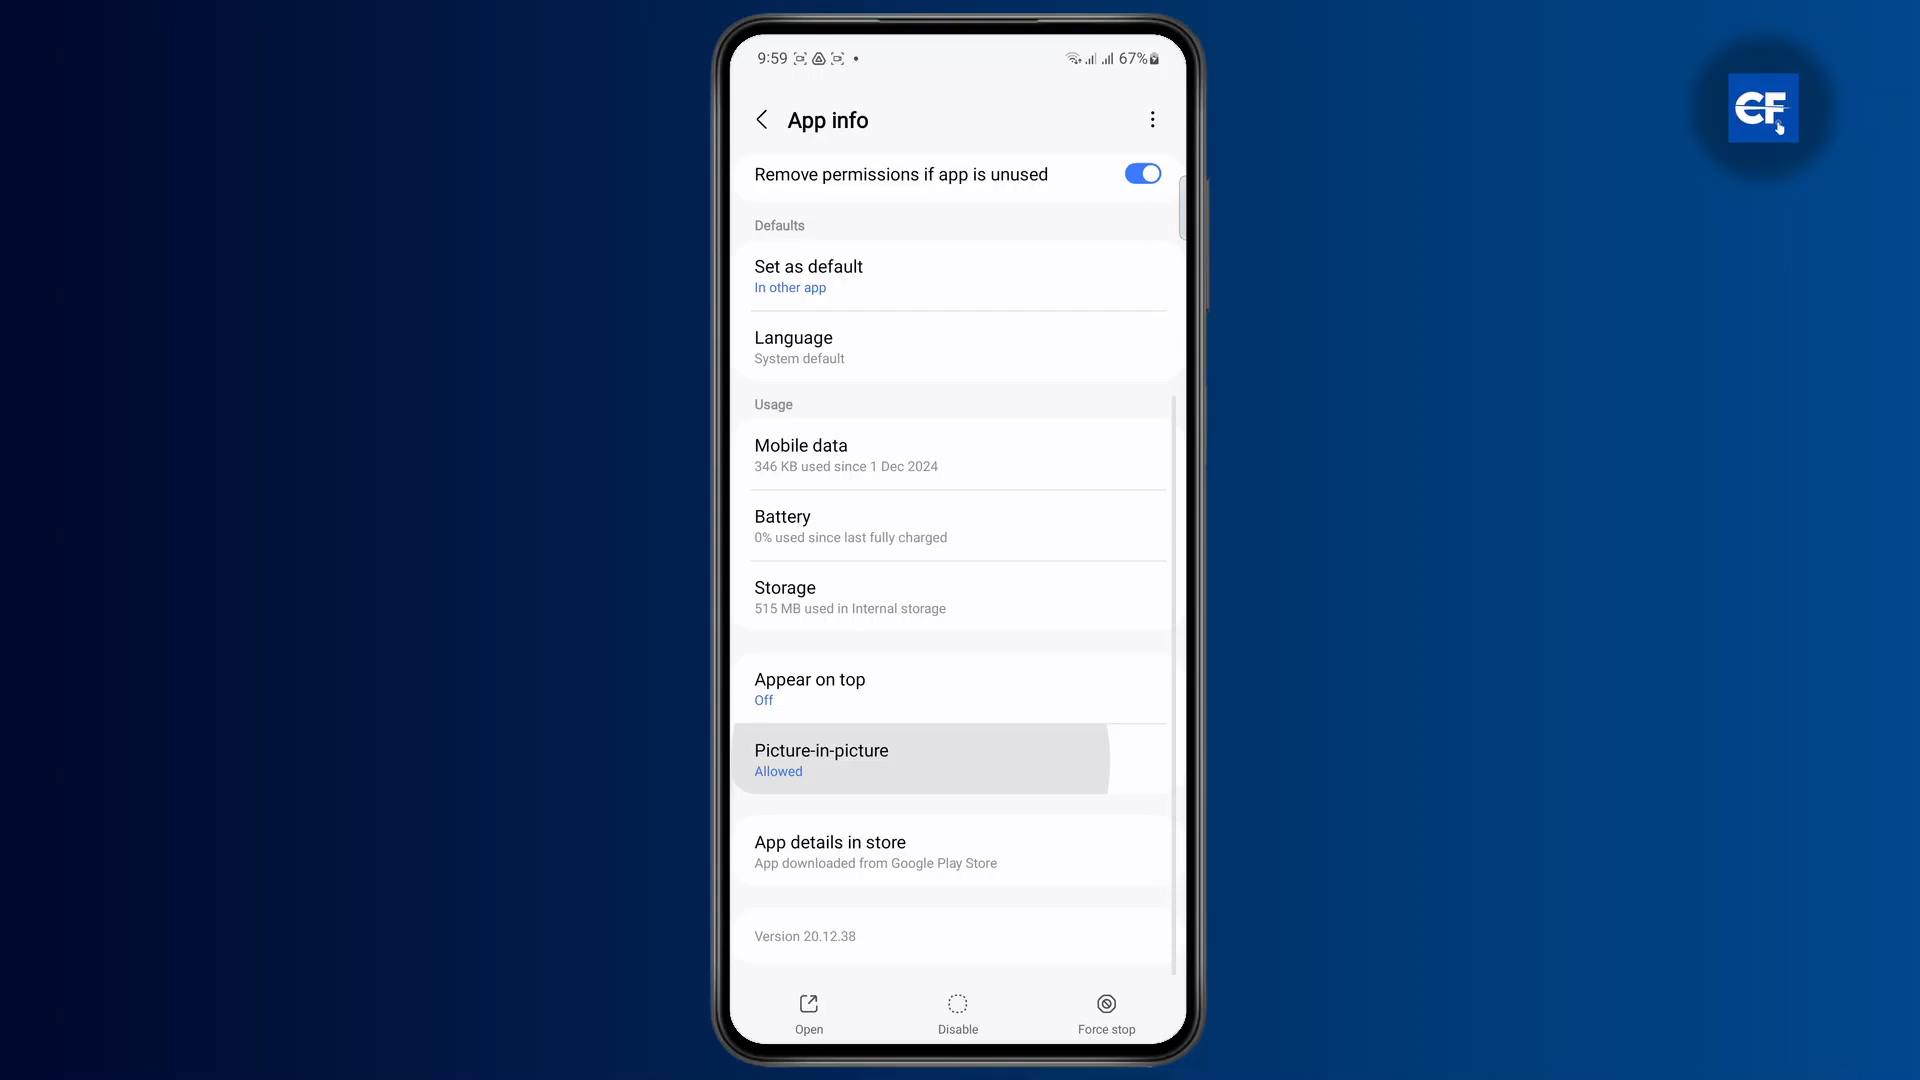 9:59
67%
App info
Remove permissions if app is unused
Defaults
Set as default
In other app
Language
System default
Usage
Mobile data
346 KB used since 1 Dec 2024
Battery
0% used since last fully charged
Storage
515 MB used in Internal storage
Appear on top
Off
Picture-in-picture
Allowed
App details in store
App downloaded from Google Play Store
Version 20.12.38
Open
Disable
Force stop
CF